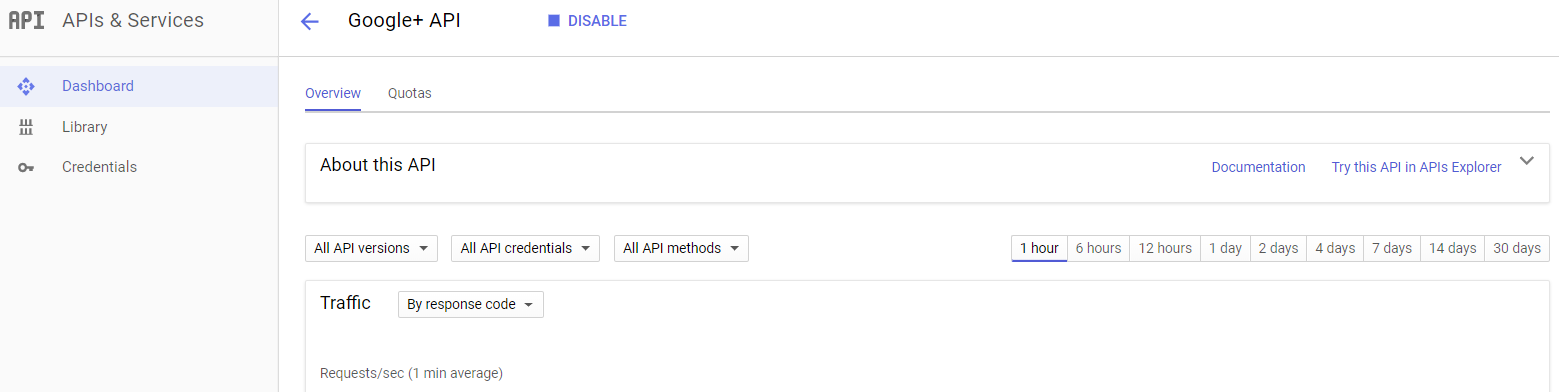 API APIs & Services
Google+ API DISABLE
Dashboard
Library
Credentials
Overview Quotas
About this API Documentation Try this API in APIs Explorer
All API versions All API credentials All API methods 1 hour 6 hours 12 hours 1 day 2 days 4 days 7 days 14 days 30 days
Traffic By response code
Requests/sec (1 min average)